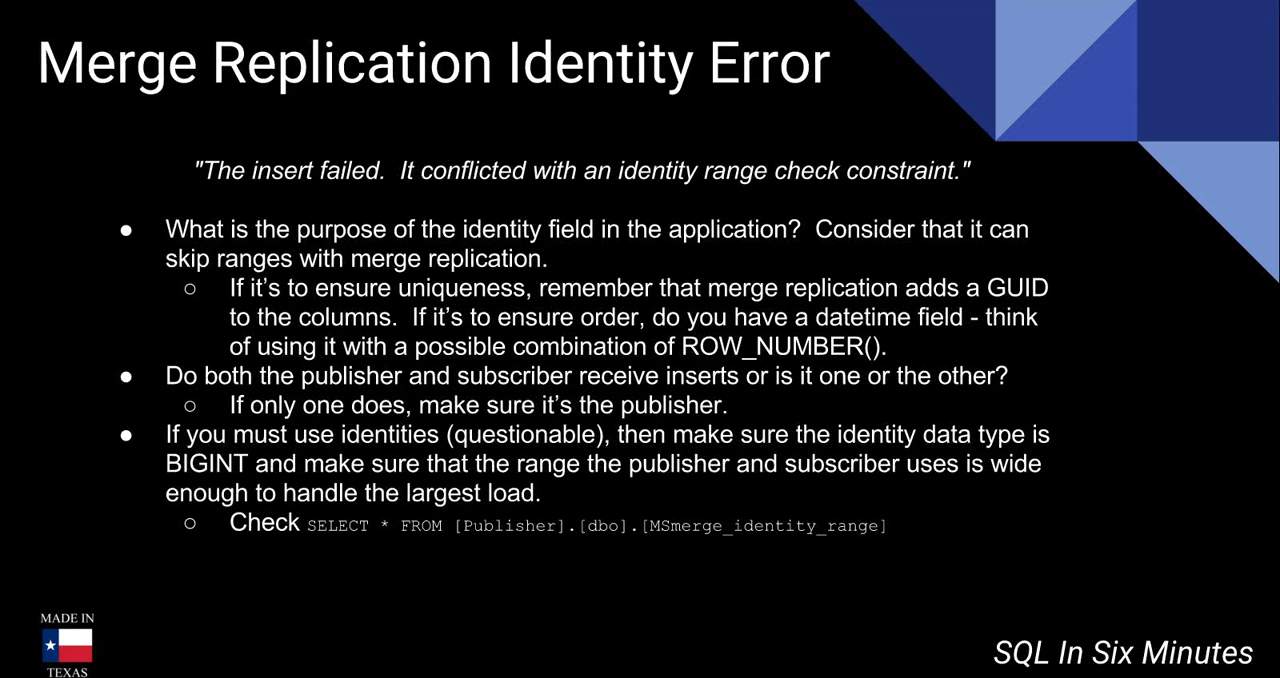 Merge Replication Identity Error
"The insert failed.  It conflicted with an identity range check constraint."
● What is the purpose of the identity field in the application?  Consider that it can
skip ranges with merge replication.
○ If it’s to ensure uniqueness, remember that merge replication adds a GUID
to the columns.  If it’s to ensure order, do you have a datetime field - think
of using it with a possible combination of ROW_NUMBER().
● Do both the publisher and subscriber receive inserts or is it one or the other?
○ If only one does, make sure it’s the publisher.
● If you must use identities (questionable), then make sure the identity data type is
BIGINT and make sure that the range the publisher and subscriber uses is wide
enough to handle the largest load.
○ Check SELECT * FROM [Publisher].[dbo].[MSmerge_identity_range]
MADE IN
TEXAS
SQL In Six Minutes